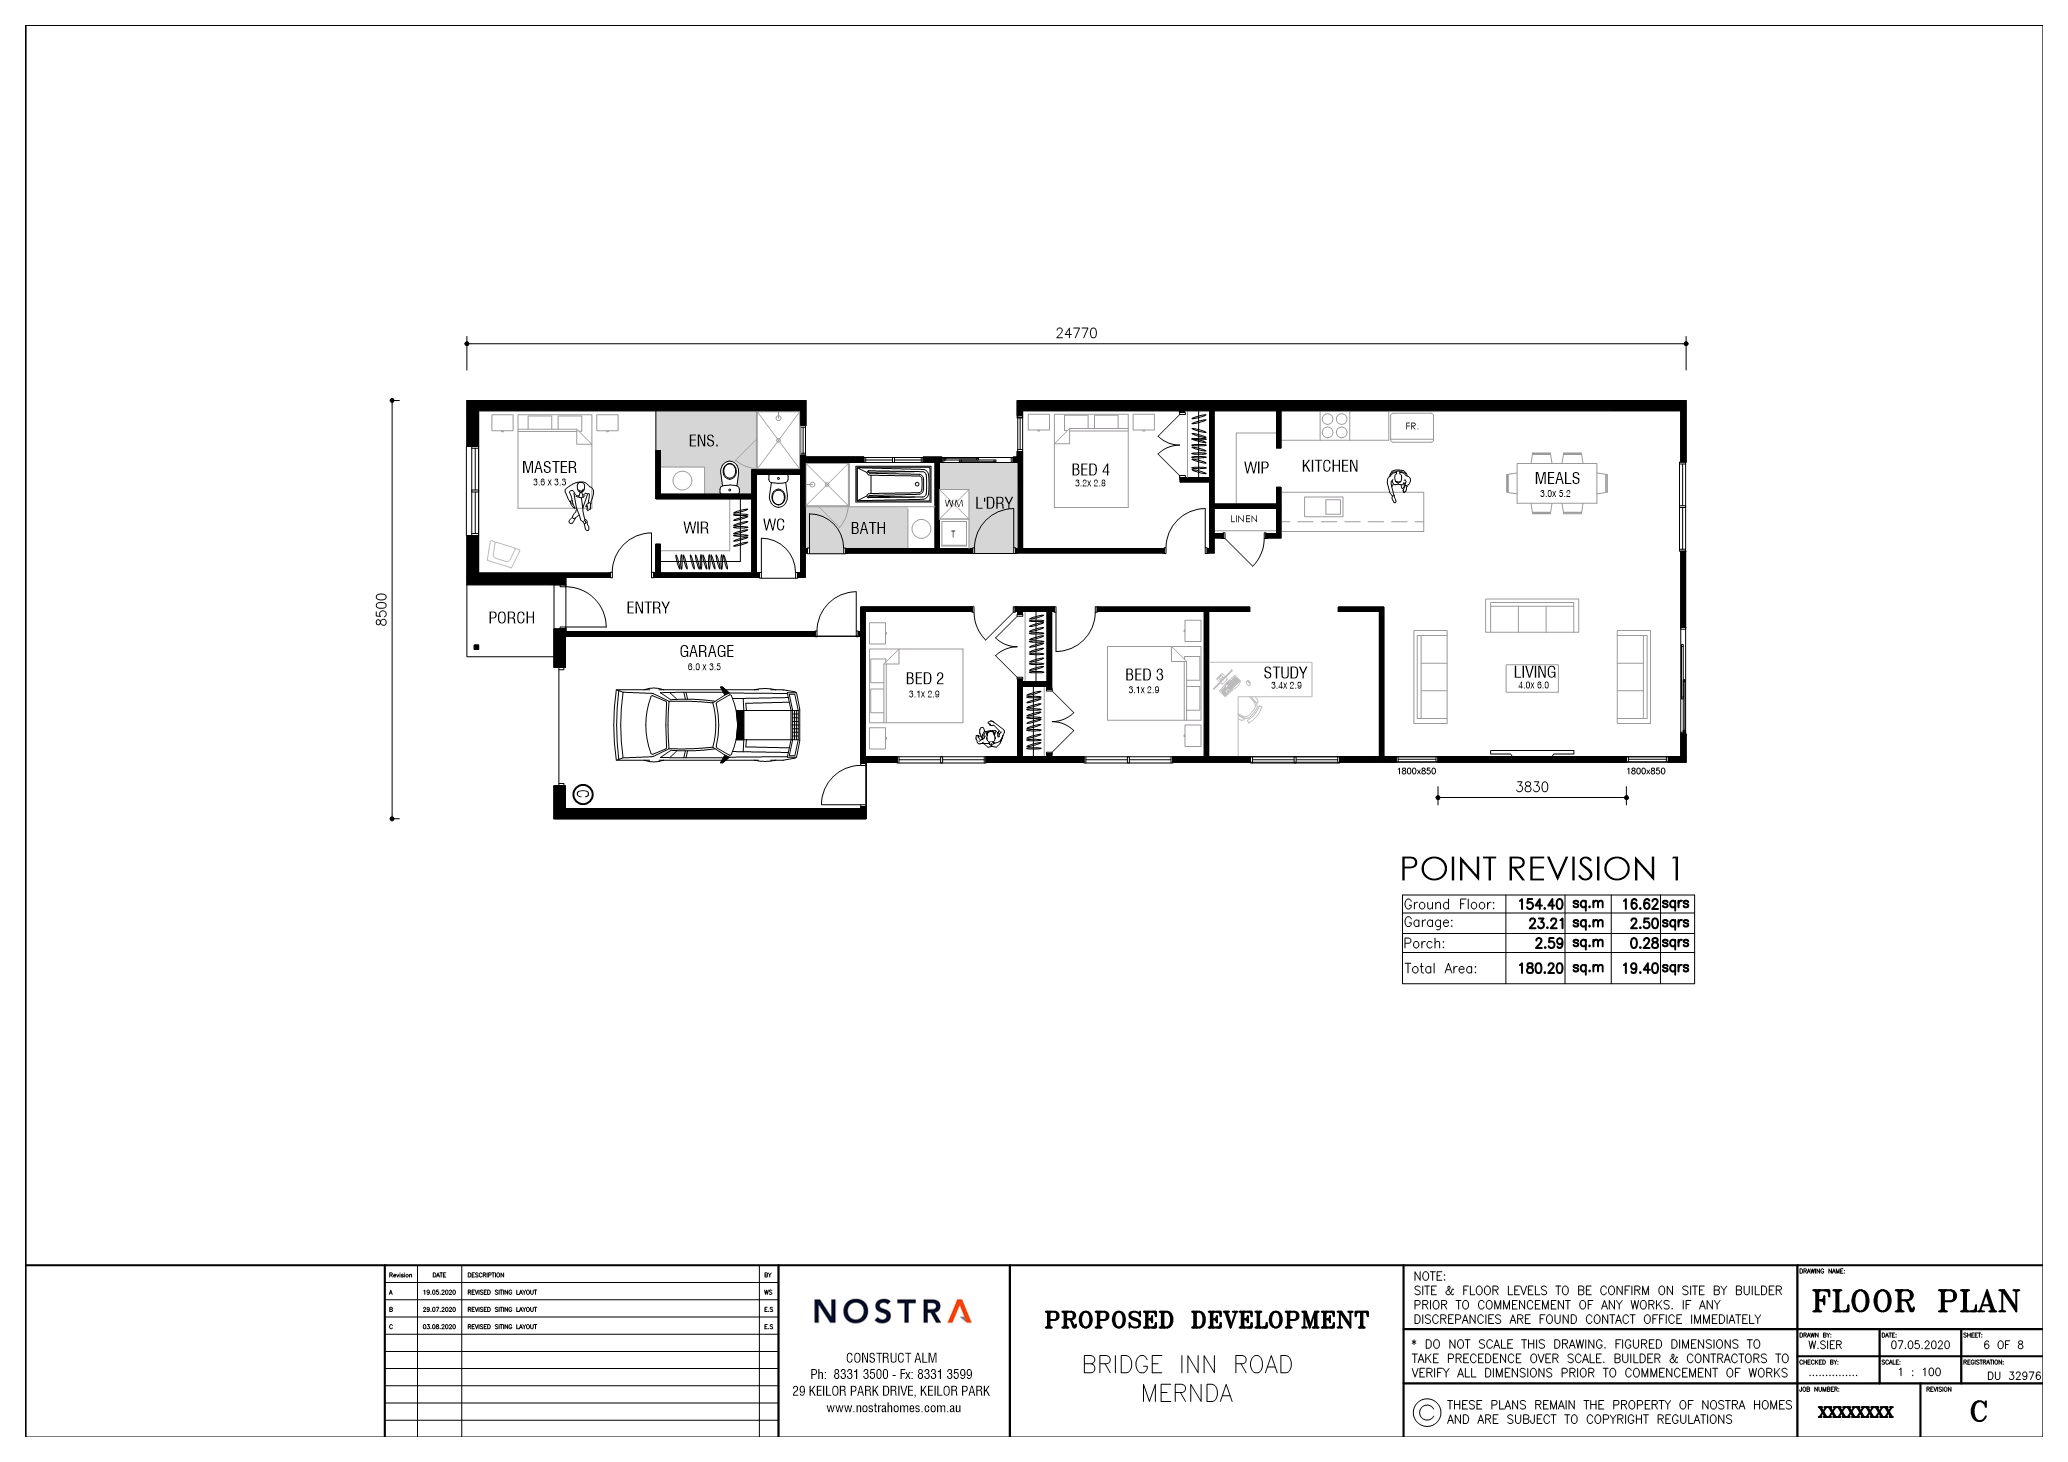 24770
8500
MASTER
3.6 x 3.3
ENS.
WIR
WC
BATH
WM
T
L'DRY
BED 4
3.2x 2.8
WIP
LINEN
KITCHEN
FR.
MEALS
3.0x 5.2
PORCH
ENTRY
GARAGE
6.0 x 3.5
C
BED 2
3.1x 2.9
BED 3
3.1x 2.9
STUDY
3.4x 2.9
LIVING
4.0x 6.0
1800x850
1800x850
3830
POINT REVISION 1
Ground Floor: 154.40 sq.m 16.62 sqrs
Garage: 23.21 sq.m 2.50 sqrs
Porch: 2.59 sq.m 0.28 sqrs
Total Area: 180.20 sq.m 19.40 sqrs
Revision DATE DESCRIPTION BY
A 19.05.2020 REVISED SITING LAYOUT WS
B 29.07.2020 REVISED SITING LAYOUT E.S
C 03.08.2020 REVISED SITING LAYOUT E.S
NOSTRA
CONSTRUCT ALM
Ph: 8331 3500 - Fx: 8331 3599
29 KEILOR PARK DRIVE, KEILOR PARK
www.nostrahomes.com.au
PROPOSED DEVELOPMENT
BRIDGE INN ROAD
MERNDA
NOTE:
SITE & FLOOR LEVELS TO BE CONFIRM ON SITE BY BUILDER
PRIOR TO COMMENCEMENT OF ANY WORKS. IF ANY
DISCREPANCIES ARE FOUND CONTACT OFFICE IMMEDIATELY
* DO NOT SCALE THIS DRAWING. FIGURED DIMENSIONS TO
TAKE PRECEDENCE OVER SCALE. BUILDER & CONTRACTORS TO
VERIFY ALL DIMENSIONS PRIOR TO COMMENCEMENT OF WORKS
© THESE PLANS REMAIN THE PROPERTY OF NOSTRA HOMES
AND ARE SUBJECT TO COPYRIGHT REGULATIONS
DRAWING NAME:
FLOOR PLAN
DRAWN BY:
W.SIER
DATE:
07.05.2020
SHEET:
6 OF 8
CHECKED BY:
...............
SCALE:
1 : 100
REGISTRATION:
DU 32976
JOB NUMBER:
XXXXXXXX
REVISION
C